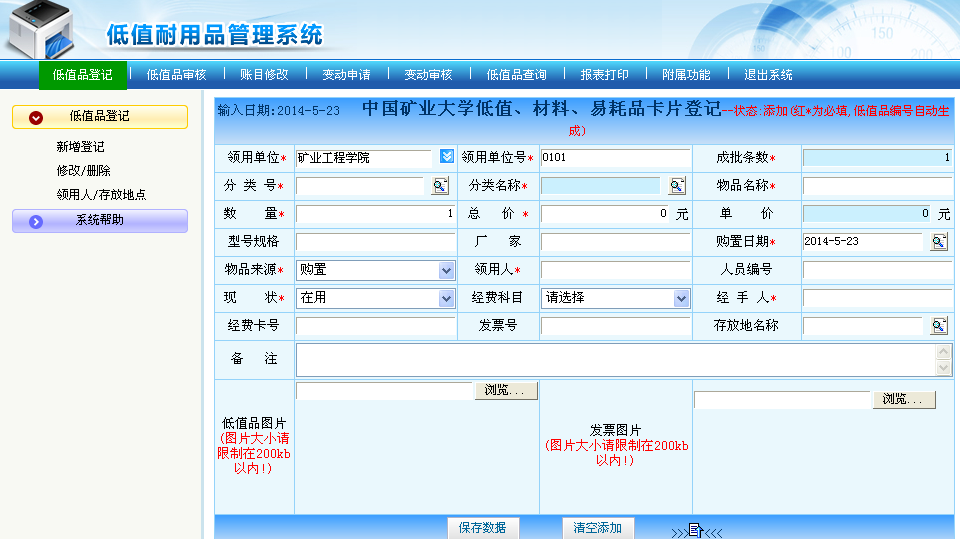 低值耐用品管理系统
低值品登记 低值品审核 账目修改 变动申请 变动审核 低值品查询 报表打印 附属功能 退出系统
低值品登记
新增登记
修改/删除
领用人/存放地点
系统帮助
输入日期:2014-5-23 中国矿业大学低值、材料、易耗品卡片登记--状态:添加(红*为必填,低值品编号自动生
成)
领用单位* 矿业工程学院 领用单位号* 0101 成批条数* 1
分 类 号* 分类名称* 物品名称*
数 量* 1 总 价 * 0 元 单 价 0 元
型号规格 厂 家 购置日期* 2014-5-23
物品来源* 购置 领用人* 人员编号
现 状* 在用 经费科目 请选择 经 手 人*
经费卡号 发票号 存放地名称
备 注
低值品图片
(图片大小请
限制在200kb
以内!)
浏览...
发票图片
(图片大小请限制在200kb
以内!)
浏览...
保存数据 清空添加 >>> <<<
150
100
200